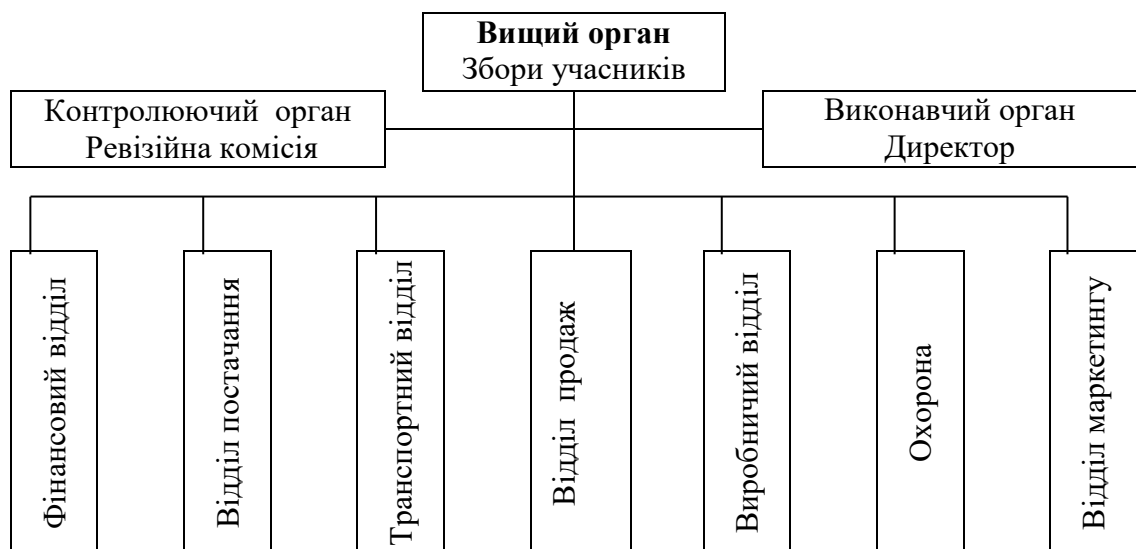 Вищий орган
Збори учасників
Контролюючий орган
Ревізійна комісія
Виконавчий орган
Директор
Фінансовий відділ
Відділ постачання
Транспортний відділ
Відділ продаж
Виробничий відділ
Охорона
Відділ маркетингу